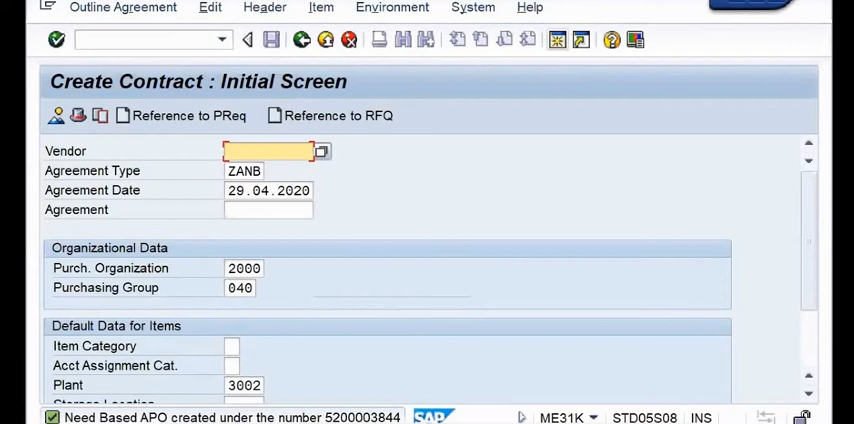 Outline Agreement Edit Header Item Environment System Help
Create Contract : Initial Screen
Reference to PReq Reference to RFQ
Vendor
Agreement Type ZANB
Agreement Date 29.04.2020
Agreement
Organizational Data
Purch. Organization 2000
Purchasing Group 040
Default Data for Items
Item Category
Acct Assignment Cat.
Plant 3002
Storage Location
Need Based APO created under the number 5200003844 SAP ME31K STD05S08 INS